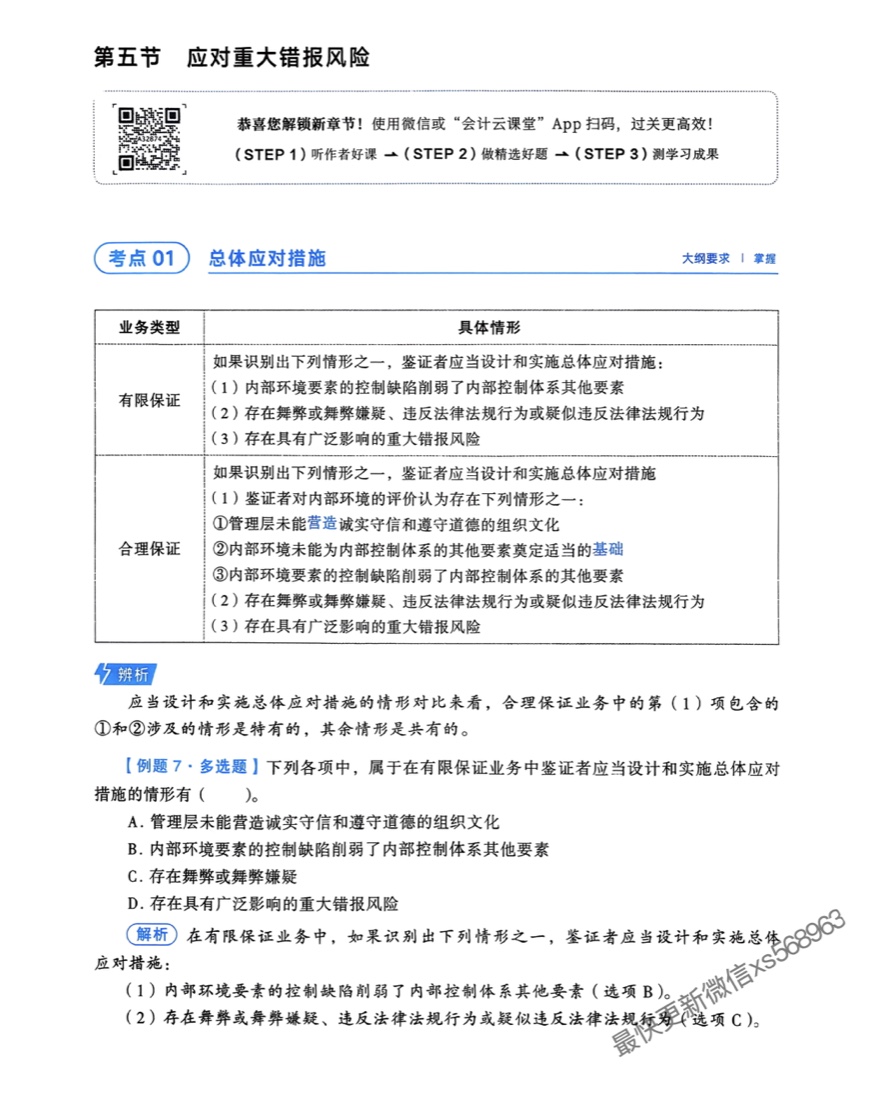 第五节 应对重大错报风险
恭喜您解锁新章节！使用微信或“会计云课堂”App 扫码，过关更高效！
（STEP 1）听作者好课 ⇀（STEP 2）做精选好题 ⇀（STEP 3）测学习成果
考点 01 总体应对措施 大纲要求 | 掌握
业务类型 具体情形
有限保证
如果识别出下列情形之一，鉴证者应当设计和实施总体应对措施：
（1）内部环境要素的控制缺陷削弱了内部控制体系其他要素
（2）存在舞弊或舞弊嫌疑、违反法律法规行为或疑似违反法律法规行为
（3）存在具有广泛影响的重大错报风险
合理保证
如果识别出下列情形之一，鉴证者应当设计和实施总体应对措施
（1）鉴证者对内部环境的评价认为存在下列情形之一：
①管理层未能营造诚实守信和遵守道德的组织文化
②内部环境未能为内部控制体系的其他要素奠定适当的基础
③内部环境要素的控制缺陷削弱了内部控制体系的其他要素
（2）存在舞弊或舞弊嫌疑、违反法律法规行为或疑似违反法律法规行为
（3）存在具有广泛影响的重大错报风险
辨析
应当设计和实施总体应对措施的情形对比来看，合理保证业务中的第（1）项包含的
①和②涉及的情形是特有的，其余情形是共有的。
【例题 7·多选题】下列各项中，属于在有限保证业务中鉴证者应当设计和实施总体应对
措施的情形有（ ）。
A. 管理层未能营造诚实守信和遵守道德的组织文化
B. 内部环境要素的控制缺陷削弱了内部控制体系其他要素
C. 存在舞弊或舞弊嫌疑
D. 存在具有广泛影响的重大错报风险
解析 在有限保证业务中，如果识别出下列情形之一，鉴证者应当设计和实施总体
应对措施：
（1）内部环境要素的控制缺陷削弱了内部控制体系其他要素（选项 B）。
（2）存在舞弊或舞弊嫌疑、违反法律法规行为或疑似违反法律法规行为（选项 C）。
最快更新微信xs568963